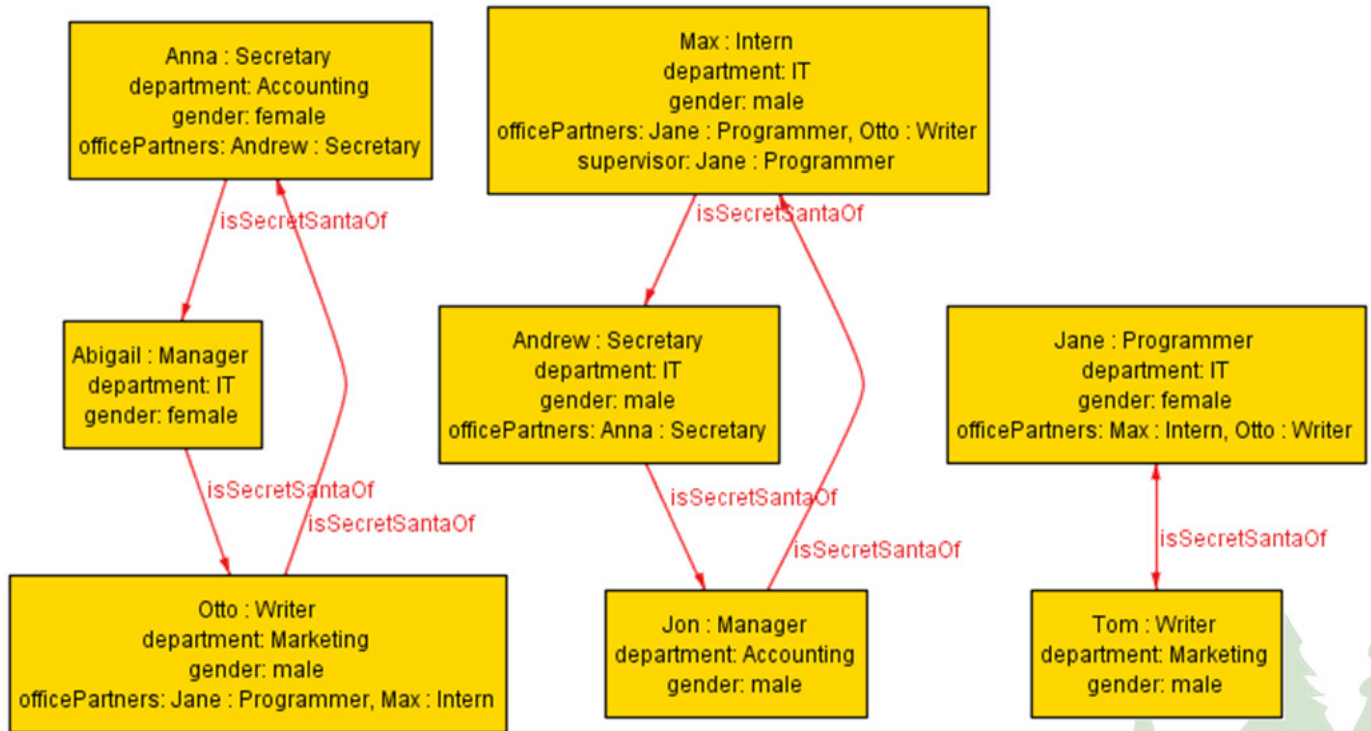 Anna : Secretary
department: Accounting
gender: female
officePartners: Andrew : Secretary
Max : Intern
department: IT
gender: male
officePartners: Jane : Programmer, Otto : Writer
supervisor: Jane : Programmer
isSecretSantaOf
isSecretSantaOf
Abigail : Manager
department: IT
gender: female
Andrew : Secretary
department: IT
gender: male
officePartners: Anna : Secretary
Jane : Programmer
department: IT
gender: female
officePartners: Max : Intern, Otto : Writer
isSecretSantaOf
isSecretSantaOf
isSecretSantaOf
isSecretSantaOf
isSecretSantaOf
Otto : Writer
department: Marketing
gender: male
officePartners: Jane : Programmer, Max : Intern
Jon : Manager
department: Accounting
gender: male
Tom : Writer
department: Marketing
gender: male